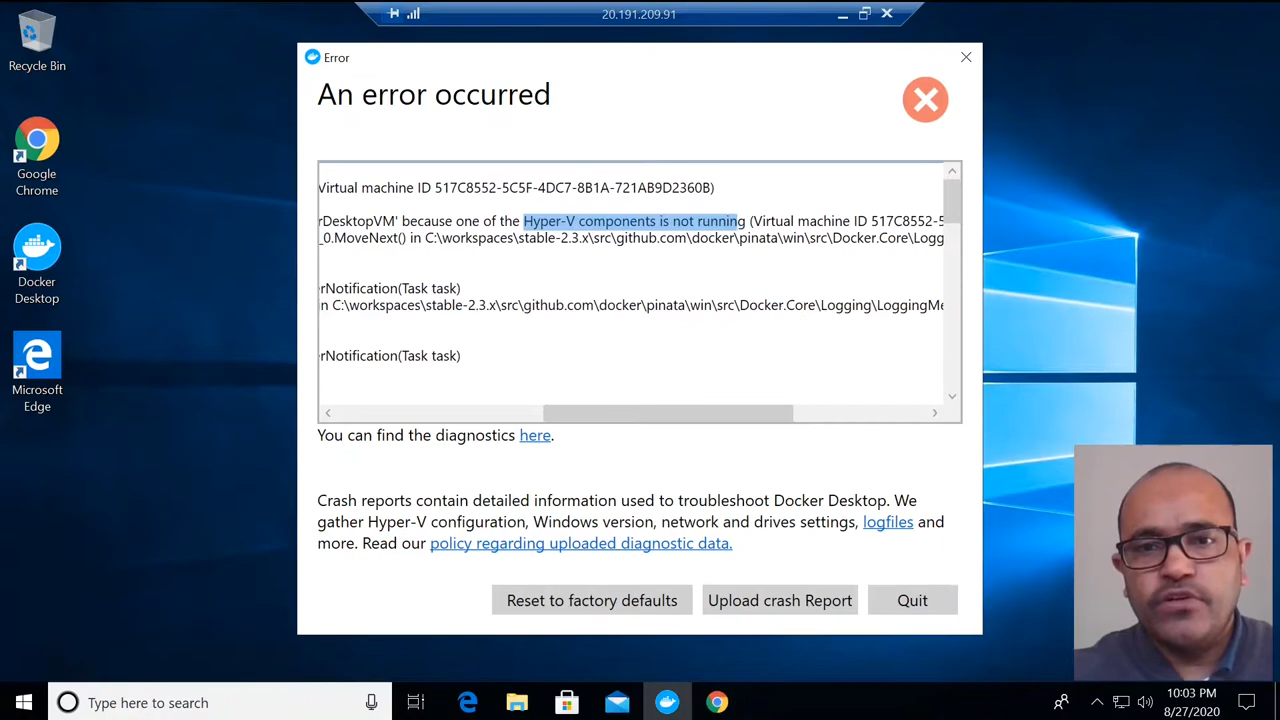 20.191.209.91
Recycle Bin
Google
Chrome
Docker
Desktop
Microsoft
Edge
Error
An error occurred
Virtual machine ID 517C8552-5C5F-4DC7-8B1A-721AB9D2360B)
rDesktopVM' because one of the Hyper-V components is not running (Virtual machine ID 517C8552-5
_0.MoveNext() in C:\workspaces\stable-2.3.x\src\github.com\docker\pinata\win\src\Docker.Core\Logg
rNotification(Task task)
in C:\workspaces\stable-2.3.x\src\github.com\docker\pinata\win\src\Docker.Core\Logging\LoggingMe
rNotification(Task task)
You can find the diagnostics here.
Crash reports contain detailed information used to troubleshoot Docker Desktop. We
gather Hyper-V configuration, Windows version, network and drives settings, logfiles and
more. Read our policy regarding uploaded diagnostic data.
Reset to factory defaults
Upload crash Report
Quit
Type here to search
10:03 PM
8/27/2020